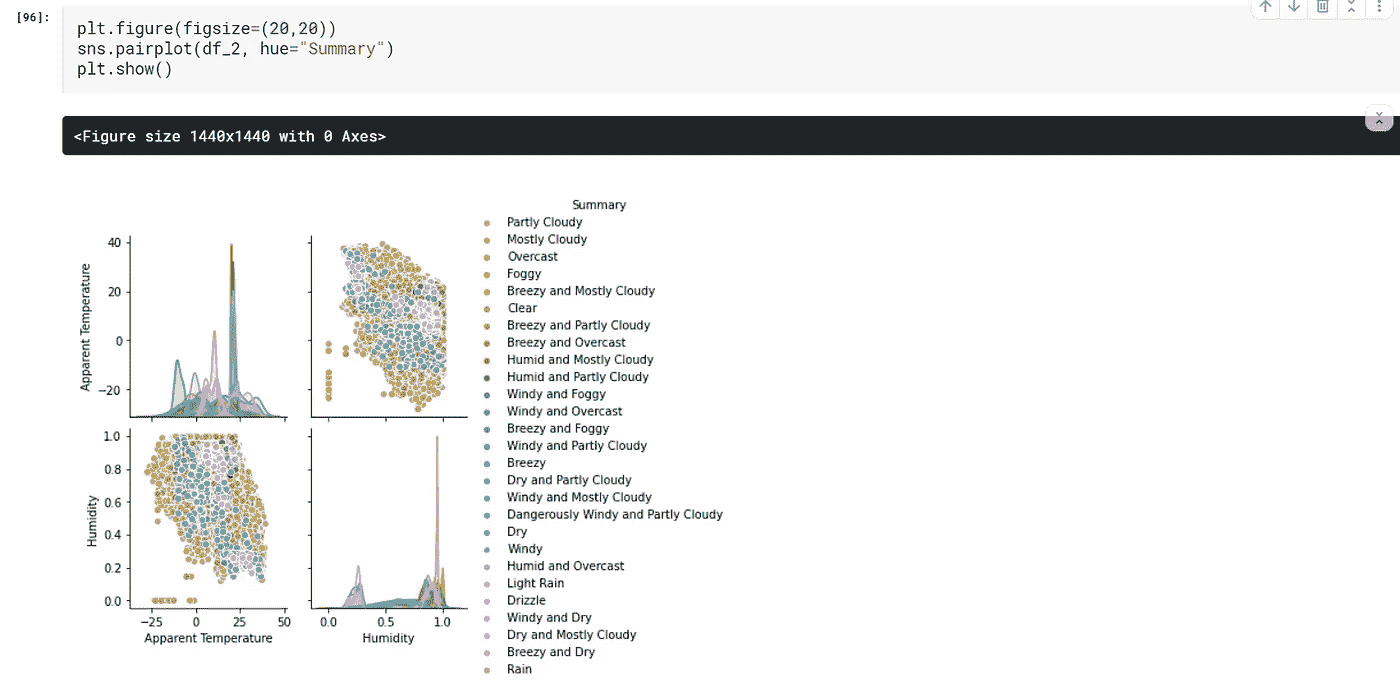 [96]:
plt.figure(figsize=(20,20))
sns.pairplot(df_2, hue="Summary")
plt.show()
<Figure size 1440x1440 with 0 Axes>
Summary
Partly Cloudy
Mostly Cloudy
Overcast
Foggy
Breezy and Mostly Cloudy
Clear
Breezy and Partly Cloudy
Breezy and Overcast
Humid and Mostly Cloudy
Humid and Partly Cloudy
Windy and Foggy
Windy and Overcast
Breezy and Foggy
Windy and Partly Cloudy
Breezy
Dry and Partly Cloudy
Windy and Mostly Cloudy
Dangerously Windy and Partly Cloudy
Dry
Windy
Humid and Overcast
Light Rain
Drizzle
Windy and Dry
Dry and Mostly Cloudy
Breezy and Dry
Rain
Apparent Temperature
40
20
0
−20
Humidity
1.0
0.8
0.6
0.4
0.2
0.0
−25 0 25 50
Apparent Temperature
0.0 0.5 1.0
Humidity